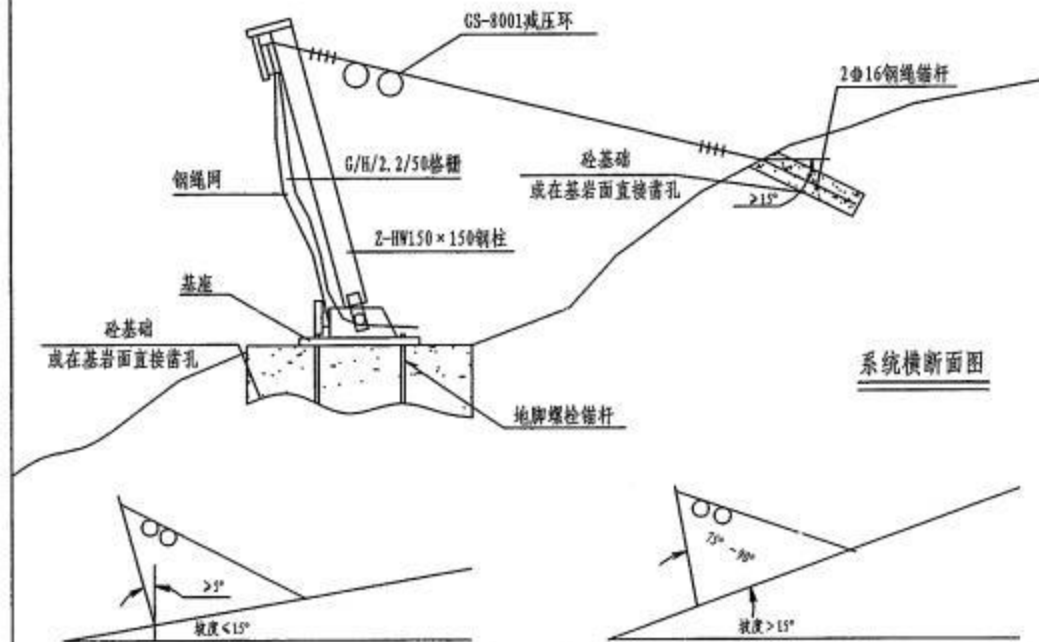 GS-8001减压环
2Φ16钢绳锚杆
G/H/2.2/50格栅
钢绳网
砼基础
或在基岩面直接凿孔
≥15°
Z-HW150×150钢柱
基座
砼基础
或在基岩面直接凿孔
系统横断面图
地脚螺栓锚杆
≥5°
坡度≤15°
75°~90°
坡度>15°